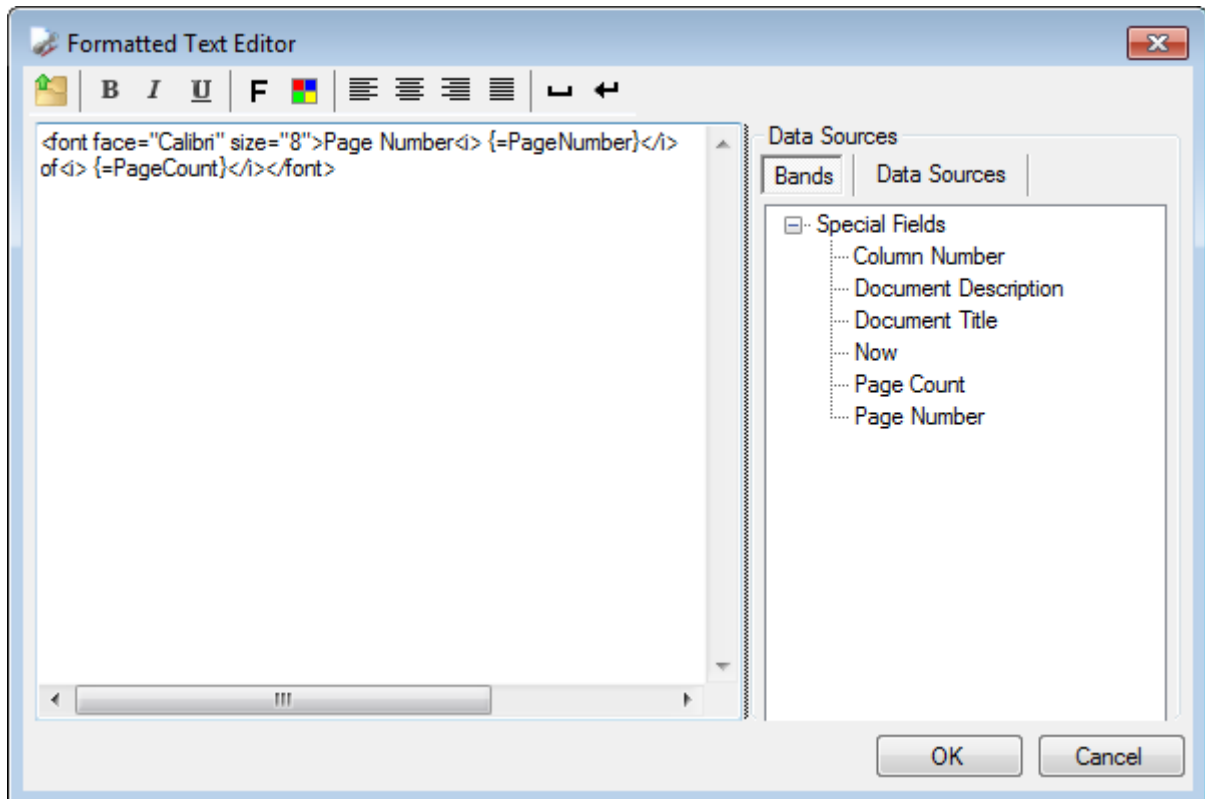 Formatted Text Editor
B I U F
<font face="Calibri" size="8">Page Number<i> {=PageNumber}</i>
of<i> {=PageCount}</i></font>
Data Sources
Bands Data Sources
Special Fields
Column Number
Document Description
Document Title
Now
Page Count
Page Number
OK Cancel